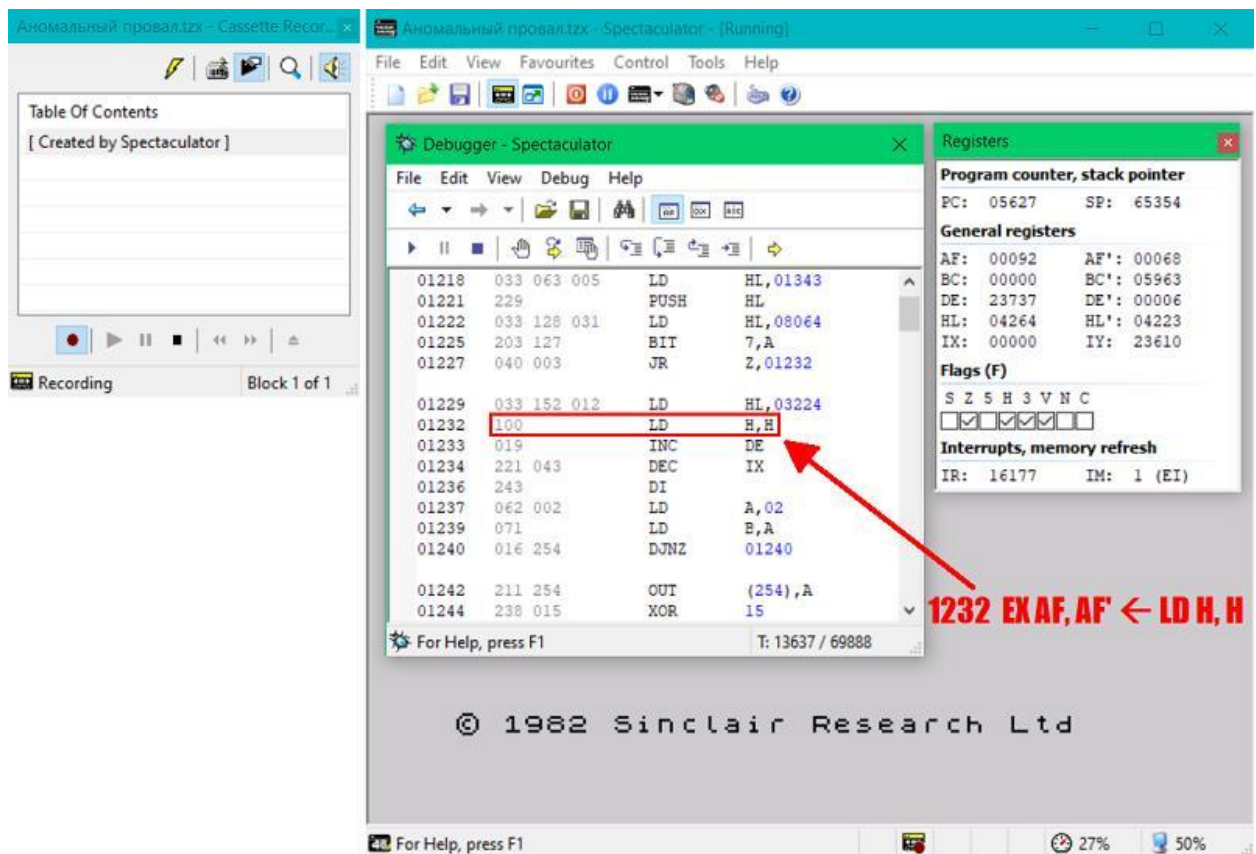 Аномальный провал.tzx - Cassette Recor...
Table Of Contents
[ Created by Spectaculator ]
Recording Block 1 of 1
Аномальный провал.tzx - Spectaculator - [Running]
File Edit View Favourites Control Tools Help
Debugger - Spectaculator
File Edit View Debug Help
01218 033 063 005 LD HL,01343
01221 229 PUSH HL
01222 033 128 031 LD HL,08064
01225 203 127 BIT 7,A
01227 040 003 JR Z,01232
01229 033 152 012 LD HL,03224
01232 100 LD H,H
01233 019 INC DE
01234 221 043 DEC IX
01236 243 DI
01237 062 002 LD A,02
01239 071 LD B,A
01240 016 254 DJNZ 01240
01242 211 254 OUT (254),A
01244 238 015 XOR 15
For Help, press F1 T: 13637 / 69888
Registers
Program counter, stack pointer
PC: 05627 SP: 65354
General registers
AF: 00092 AF': 00068
BC: 00000 BC': 05963
DE: 23737 DE': 00006
HL: 04264 HL': 04223
IX: 00000 IY: 23610
Flags (F)
S Z 5 H 3 V N C
Interrupts, memory refresh
IR: 16177 IM: 1 (EI)
1232 EX AF, AF' ← LD H, H
© 1982 Sinclair Research Ltd
For Help, press F1 27% 50%